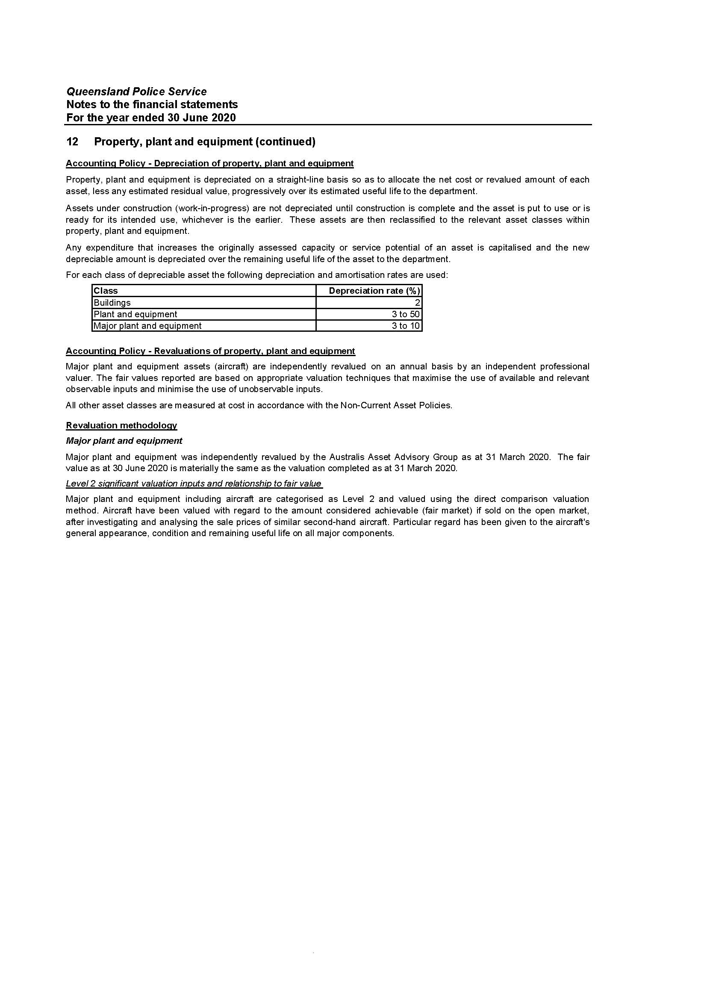 Queensland Police Service
Notes to the financial statements
For the year ended 30 June 2020
12 Property, plant and equipment (continued)
Accounting Policy - Depreciation of property, plant and equipment
Property, plant and equipment is depreciated on a straight-line basis so as to allocate the net cost or revalued amount of each
asset, less any estimated residual value, progressively over its estimated useful life to the department.
Assets under construction (work-in-progress) are not depreciated until construction is complete and the asset is put to use or is
ready for its intended use, whichever is the earlier. These assets are then reclassified to the relevant asset classes within
property, plant and equipment.
Any expenditure that increases the originally assessed capacity or service potential of an asset is capitalised and the new
depreciable amount is depreciated over the remaining useful life of the asset to the department.
For each class of depreciable asset the following depreciation and amortisation rates are used:
Class Depreciation rate (%)
Buildings 2
Plant and equipment 3 to 50
Major plant and equipment 3 to 10
Accounting Policy - Revaluations of property, plant and equipment
Major plant and equipment assets (aircraft) are independently revalued on an annual basis by an independent professional
valuer. The fair values reported are based on appropriate valuation techniques that maximise the use of available and relevant
observable inputs and minimise the use of unobservable inputs.
All other asset classes are measured at cost in accordance with the Non-Current Asset Policies.
Revaluation methodology
Major plant and equipment
Major plant and equipment was independently revalued by the Australis Asset Advisory Group as at 31 March 2020. The fair
value as at 30 June 2020 is materially the same as the valuation completed as at 31 March 2020.
Level 2 significant valuation inputs and relationship to fair value
Major plant and equipment including aircraft are categorised as Level 2 and valued using the direct comparison valuation
method. Aircraft have been valued with regard to the amount considered achievable (fair market) if sold on the open market,
after investigating and analysing the sale prices of similar second-hand aircraft. Particular regard has been given to the aircraft's
general appearance, condition and remaining useful life on all major components.